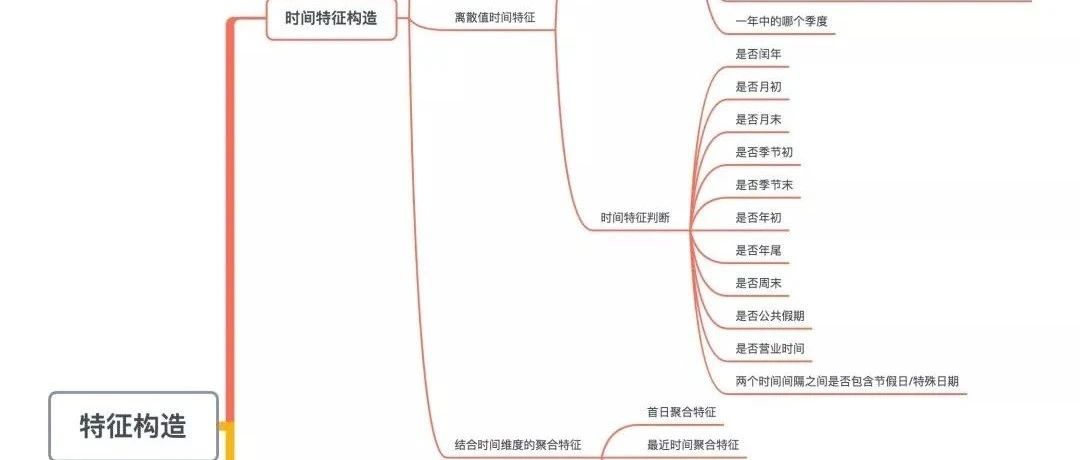 时间特征构造
离散值时间特征
一年中的哪个季度
是否闰年
是否月初
是否月末
是否季节初
是否季节末
时间特征判断
是否年初
是否年尾
是否周末
是否公共假期
是否营业时间
两个时间间隔之间是否包含节假日/特殊日期
特征构造
首日聚合特征
结合时间维度的聚合特征
最近时间聚合特征